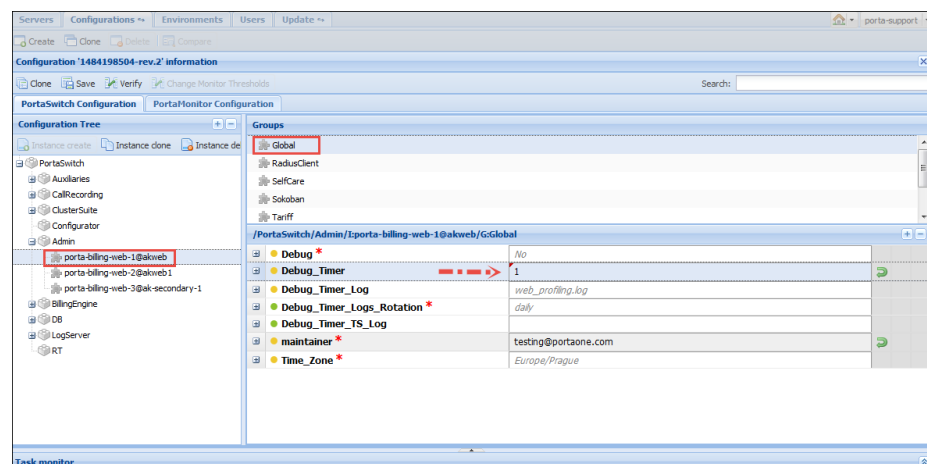 Servers Configurations Environments Users Update porta-support
Create Clone Delete Compare
Configuration '1484198504-rev.2' information
Clone Save Verify Change Monitor Thresholds Search:
PortaSwitch Configuration PortaMonitor Configuration
Configuration Tree
Instance create Instance clone Instance del
PortaSwitch
Auxiliaries
CallRecording
ClusterSuite
Configurator
Admin
porta-billing-web-1@akweb
porta-billing-web-2@akweb1
porta-billing-web-3@ak-secondary-1
BillingEngine
DB
LogServer
RT
Groups
Global
RadiusClient
SelfCare
Sokoban
Tariff
/PortaSwitch/Admin/I:porta-billing-web-1@akweb/G:Global
Debug * No
Debug_Timer 1
Debug_Timer_Log web_profiling.log
Debug_Timer_Logs_Rotation * daily
Debug_Timer_TS_Log
maintainer * testing@portaone.com
Time_Zone * Europe/Prague
Task monitor